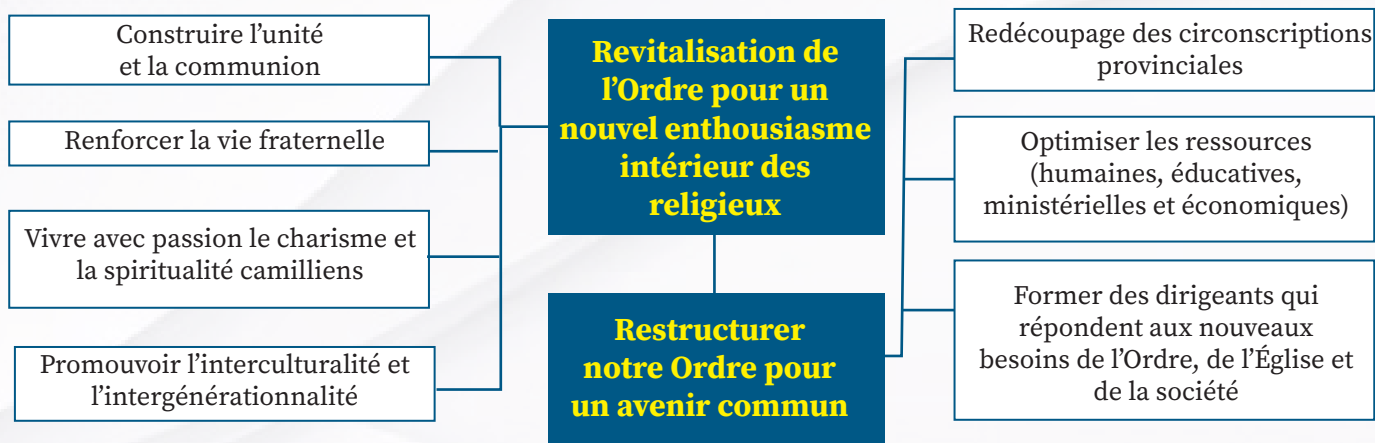 Construire l’unité
et la communion
Renforcer la vie fraternelle
Vivre avec passion le charisme et
la spiritualité camilliens
Promouvoir l’interculturalité et
l’intergénérationnalité
Revitalisation de
l’Ordre pour un
nouvel enthousiasme
intérieur des
religieux
Restructurer
notre Ordre pour
un avenir commun
Redécoupage des circonscriptions
provinciales
Optimiser les ressources
(humaines, éducatives,
ministérielles et économiques)
Former des dirigeants qui
répondent aux nouveaux
besoins de l’Ordre, de l’Église et
de la société